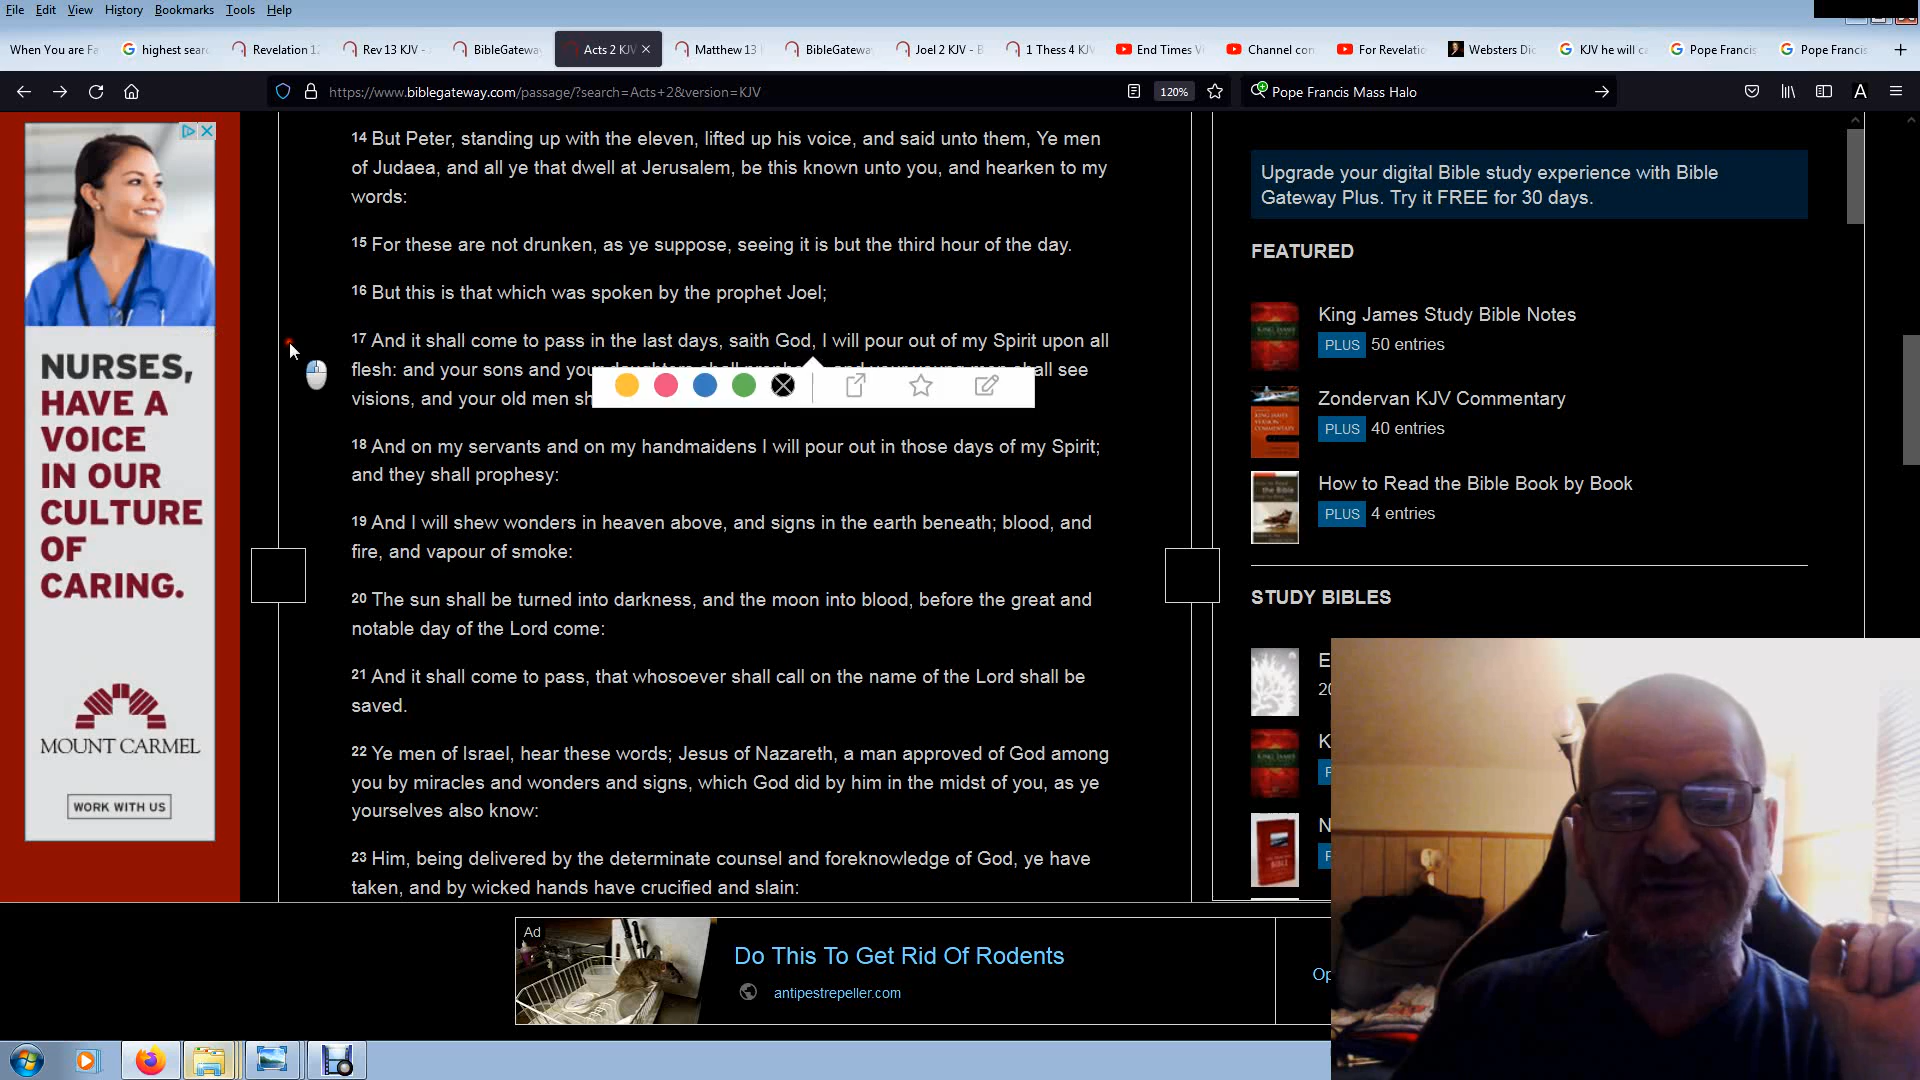 File Edit View History Bookmarks Tools Help
When You are Fa
highest sear
Revelation 12
Rev 13 KJV -
BibleGateway
Acts 2 KJV
Matthew 13
BibleGateway
Joel 2 KJV - B
1 Thess 4 KJV
End Times Vi
Channel con
For Revelatio
Websters Dic
KJV he will ca
Pope Francis
Pope Francis
https://www.biblegateway.com/passage/?search=Acts+2&version=KJV
120%
Pope Francis Mass Halo
NURSES,
HAVE A
VOICE
IN OUR
CULTURE
OF
CARING.
MOUNT CARMEL
WORK WITH US
14 But Peter, standing up with the eleven, lifted up his voice, and said unto them, Ye men
of Judaea, and all ye that dwell at Jerusalem, be this known unto you, and hearken to my
words:
15 For these are not drunken, as ye suppose, seeing it is but the third hour of the day.
16 But this is that which was spoken by the prophet Joel;
17 And it shall come to pass in the last days, saith God, I will pour out of my Spirit upon all
flesh: and your sons and your daughters shall prophesy, and your young men shall see
visions, and your old men sh
18 And on my servants and on my handmaidens I will pour out in those days of my Spirit;
and they shall prophesy:
19 And I will shew wonders in heaven above, and signs in the earth beneath; blood, and
fire, and vapour of smoke:
20 The sun shall be turned into darkness, and the moon into blood, before the great and
notable day of the Lord come:
21 And it shall come to pass, that whosoever shall call on the name of the Lord shall be
saved.
22 Ye men of Israel, hear these words; Jesus of Nazareth, a man approved of God among
you by miracles and wonders and signs, which God did by him in the midst of you, as ye
yourselves also know:
23 Him, being delivered by the determinate counsel and foreknowledge of God, ye have
taken, and by wicked hands have crucified and slain:
Upgrade your digital Bible study experience with Bible
Gateway Plus. Try it FREE for 30 days.
FEATURED
King James Study Bible Notes
PLUS 50 entries
Zondervan KJV Commentary
PLUS 40 entries
How to Read the Bible Book by Book
PLUS 4 entries
STUDY BIBLES
E
20
K
P
N
P
Ad
Do This To Get Rid Of Rodents
antipestrepeller.com
Op